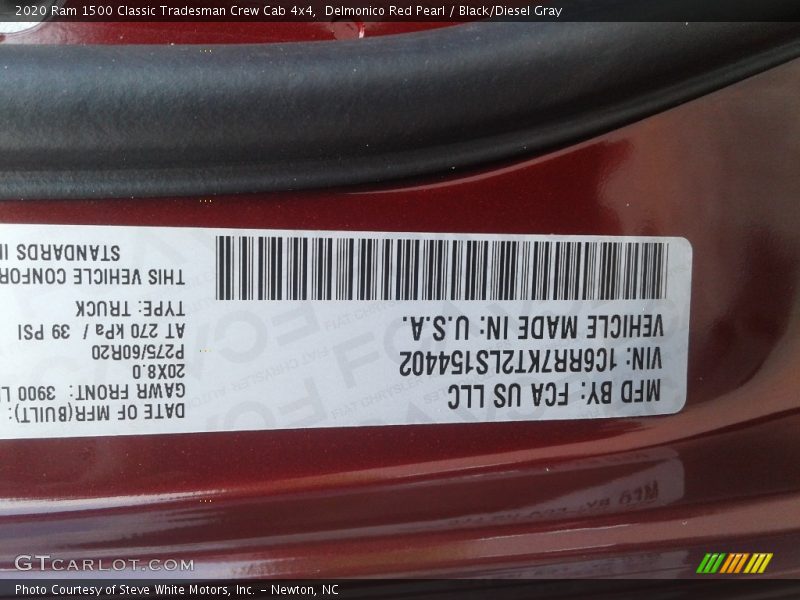 2020 Ram 1500 Classic Tradesman Crew Cab 4x4, Delmonico Red Pearl / Black/Diesel Gray
MFD BY: FCA US LLC
VIN: 1C6RR7KT2LS154402
VEHICLE MADE IN: U.S.A.
DATE OF MFR(BUILT):
GAWR FRONT: 3900
20X8.0
P275/60R20
AT 270 kPa / 39 PSI
TYPE: TRUCK
THIS VEHICLE
STANDARDS
GTCARLOT.COM
Photo Courtesy of Steve White Motors, Inc. – Newton, NC